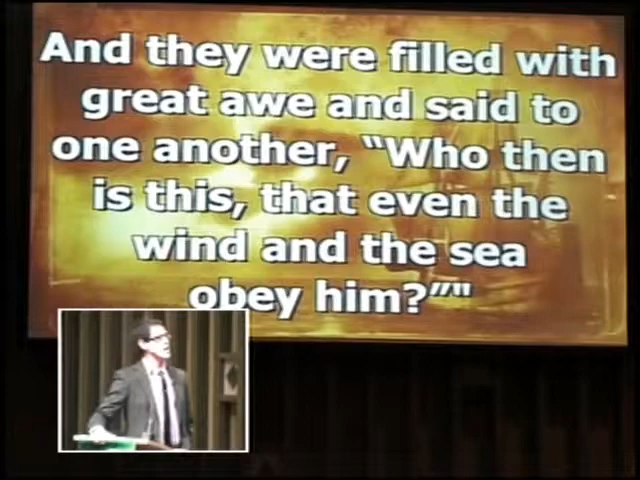 And they were filled with
great awe and said to
one another, “Who then
is this, that even the
wind and the sea
obey him?”"